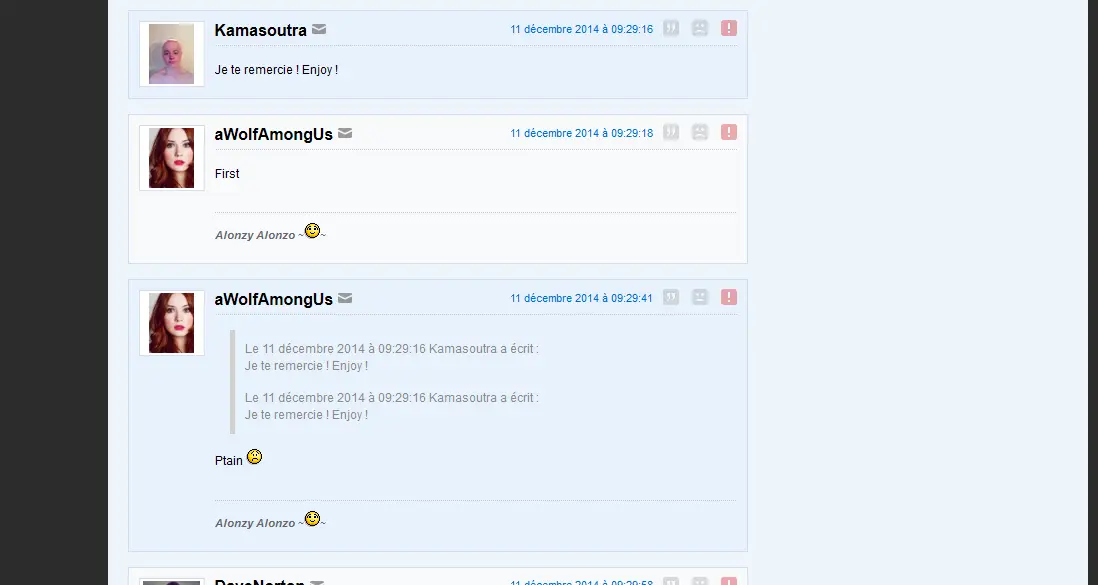 Kamasoutra
11 décembre 2014 à 09:29:16
Je te remercie ! Enjoy !
aWolfAmongUs
11 décembre 2014 à 09:29:18
First
Alonzy Alonzo ~~
aWolfAmongUs
11 décembre 2014 à 09:29:41
Le 11 décembre 2014 à 09:29:16 Kamasoutra a écrit :
Je te remercie ! Enjoy !
Le 11 décembre 2014 à 09:29:16 Kamasoutra a écrit :
Je te remercie ! Enjoy !
Ptain
Alonzy Alonzo ~~
DaveNorton
11 décembre 2014 à 09:29:58